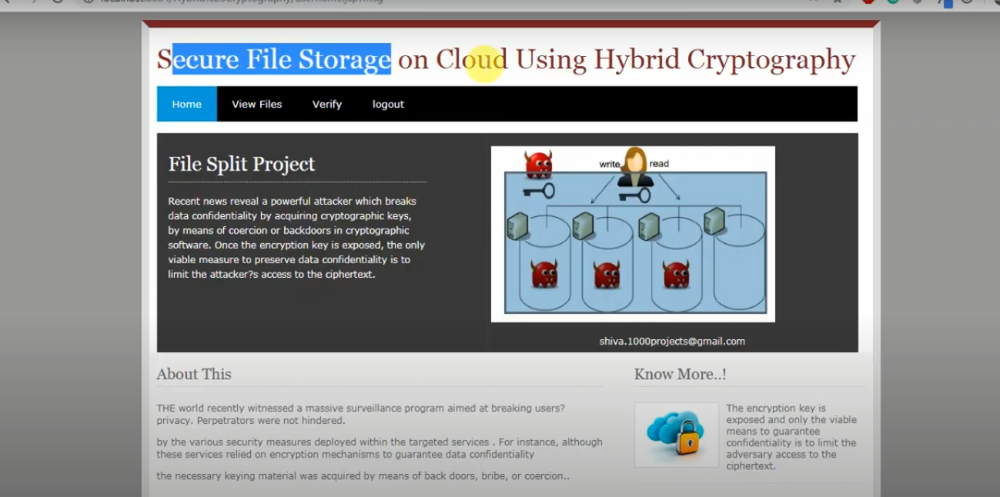 Secure File Storage on Cloud Using Hybrid Cryptography
Home View Files Verify logout
File Split Project
Recent news reveal a powerful attacker which breaks
data confidentiality by acquiring cryptographic keys,
by means of coercion or backdoors in cryptographic
software. Once the encryption key is exposed, the only
viable measure to preserve data confidentiality is to
limit the attacker?s access to the ciphertext.
write read
shiva.1000projects@gmail.com
About This
THE world recently witnessed a massive surveillance program aimed at breaking users?
privacy. Perpetrators were not hindered.
by the various security measures deployed within the targeted services . For instance, although
these services relied on encryption mechanisms to guarantee data confidentiality
the necessary keying material was acquired by means of back doors, bribe, or coercion..
Know More..!
The encryption key is
exposed and only the viable
means to guarantee
confidentiality is to limit the
adversary access to the
ciphertext.